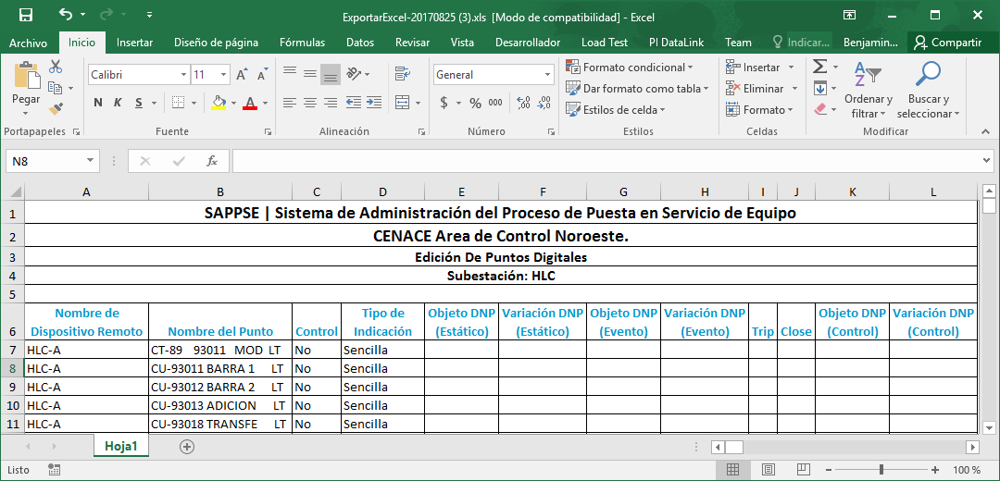 ExportarExcel-20170825 (3).xls [Modo de compatibilidad] - Excel
Archivo Inicio Insertar Diseño de página Fórmulas Datos Revisar Vista Desarrollador Load Test PI DataLink Team Indicar... Benjamin... Compartir
Pegar
Calibri 11
N K S
A A
A
General
$ % 000
Formato condicional
Dar formato como tabla
Estilos de celda
Insertar
Eliminar
Formato
Σ
Ordenar y filtrar
Buscar y seleccionar
Portapapeles Fuente Alineación Número Estilos Celdas Modificar
N8 fx
A B C D E F G H I J K L
1 SAPPSE | Sistema de Administración del Proceso de Puesta en Servicio de Equipo
2 CENACE Area de Control Noroeste.
3 Edición De Puntos Digitales
4 Subestación: HLC
5
6 Nombre de Dispositivo Remoto Nombre del Punto Control Tipo de Indicación Objeto DNP (Estático) Variación DNP (Estático) Objeto DNP (Evento) Variación DNP (Evento) Trip Close Objeto DNP (Control) Variación DNP (Control)
7 HLC-A CT-89 93011 MOD LT No Sencilla
8 HLC-A CU-93011 BARRA 1 LT No Sencilla
9 HLC-A CU-93012 BARRA 2 LT No Sencilla
10 HLC-A CU-93013 ADICION LT No Sencilla
11 HLC-A CU-93018 TRANSFE LT No Sencilla
Hoja1
Listo 100 %